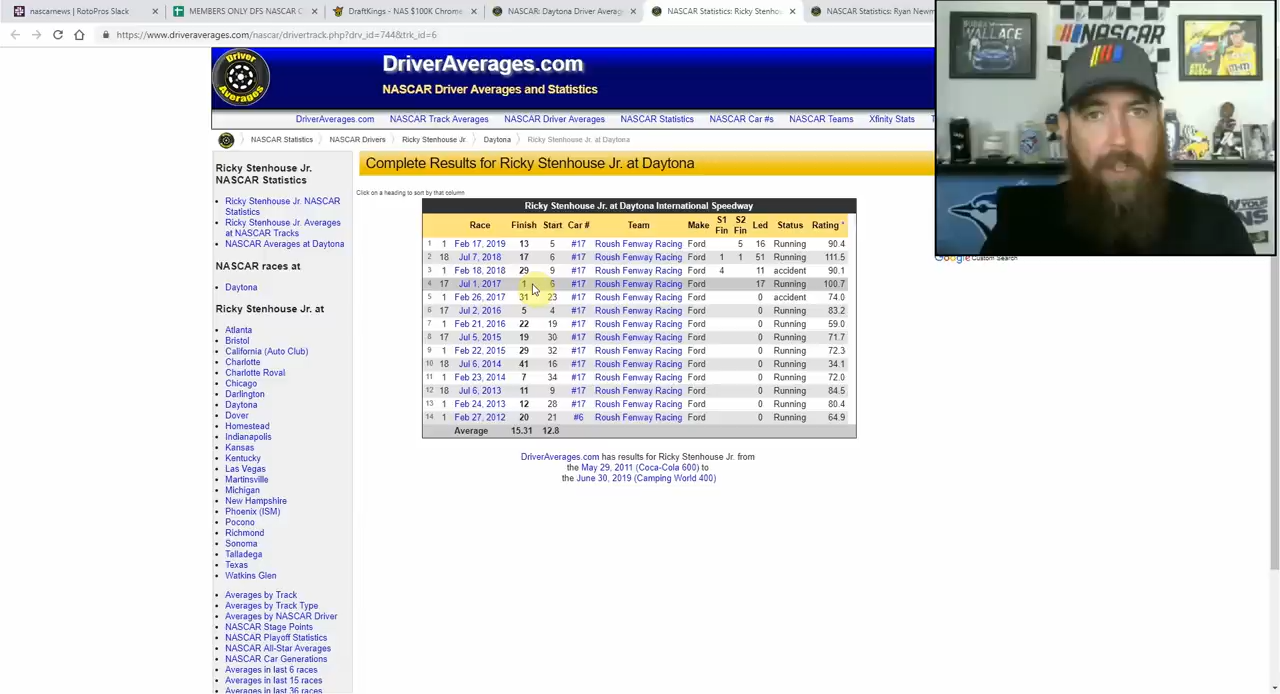 nascarnews | RotoPros Slack
MEMBERS ONLY DFS NASCAR C
DraftKings - NAS $100K Chrome
NASCAR: Daytona Driver Average
NASCAR Statistics: Ricky Stenhou
NASCAR Statistics: Ryan Newm
https://www.driveraverages.com/nascar/drivertrack.php?drv_id=744&trk_id=6
BUBBA WALLACE
NASCAR
KYLE BUSCH
Driver Averages
DriverAverages.com
NASCAR Driver Averages and Statistics
DriverAverages.com NASCAR Track Averages NASCAR Driver Averages NASCAR Statistics NASCAR Car #s NASCAR Teams Xfinity Stats
NASCAR Statistics NASCAR Drivers Ricky Stenhouse Jr. Daytona Ricky Stenhouse Jr. at Daytona
Ricky Stenhouse Jr.
NASCAR Statistics
Ricky Stenhouse Jr. NASCAR
Statistics
Ricky Stenhouse Jr. Averages
at NASCAR Tracks
NASCAR Averages at Daytona
NASCAR races at
Daytona
Ricky Stenhouse Jr. at
Atlanta
Bristol
California (Auto Club)
Charlotte
Charlotte Roval
Chicago
Darlington
Daytona
Dover
Homestead
Indianapolis
Kansas
Kentucky
Las Vegas
Martinsville
Michigan
New Hampshire
Phoenix (ISM)
Pocono
Richmond
Sonoma
Talladega
Texas
Watkins Glen
Averages by Track
Averages by Track Type
Averages by NASCAR Driver
NASCAR Stage Points
NASCAR Playoff Statistics
NASCAR All-Star Averages
NASCAR Car Generations
Averages in last 6 races
Averages in last 15 races
Averages in last 36 races
Complete Results for Ricky Stenhouse Jr. at Daytona
Click on a heading to sort by that column
Ricky Stenhouse Jr. at Daytona International Speedway
Race Finish Start Car # Team Make S1 Fin S2 Fin Led Status Rating *
1 1 Feb 17, 2019 13 5 #17 Roush Fenway Racing Ford 5 16 Running 90.4
2 18 Jul 7, 2018 17 6 #17 Roush Fenway Racing Ford 1 1 51 Running 111.5
3 1 Feb 18, 2018 29 9 #17 Roush Fenway Racing Ford 4 11 accident 90.1
4 17 Jul 1, 2017 1 6 #17 Roush Fenway Racing Ford 17 Running 100.7
5 1 Feb 26, 2017 31 23 #17 Roush Fenway Racing Ford 0 accident 74.0
6 17 Jul 2, 2016 5 4 #17 Roush Fenway Racing Ford 0 Running 83.2
7 1 Feb 21, 2016 22 19 #17 Roush Fenway Racing Ford 0 Running 59.0
8 17 Jul 5, 2015 19 30 #17 Roush Fenway Racing Ford 0 Running 71.7
9 1 Feb 22, 2015 29 32 #17 Roush Fenway Racing Ford 0 Running 72.3
10 18 Jul 6, 2014 41 16 #17 Roush Fenway Racing Ford 0 Running 34.1
11 1 Feb 23, 2014 7 34 #17 Roush Fenway Racing Ford 0 Running 72.0
12 18 Jul 6, 2013 11 9 #17 Roush Fenway Racing Ford 0 Running 84.5
13 1 Feb 24, 2013 12 28 #17 Roush Fenway Racing Ford 0 Running 80.4
14 1 Feb 27, 2012 20 21 #6 Roush Fenway Racing Ford 0 Running 64.9
Average 15.31 12.8
DriverAverages.com has results for Ricky Stenhouse Jr. from
the May 29, 2011 (Coca-Cola 600) to
the June 30, 2019 (Camping World 400)
Google Custom Search